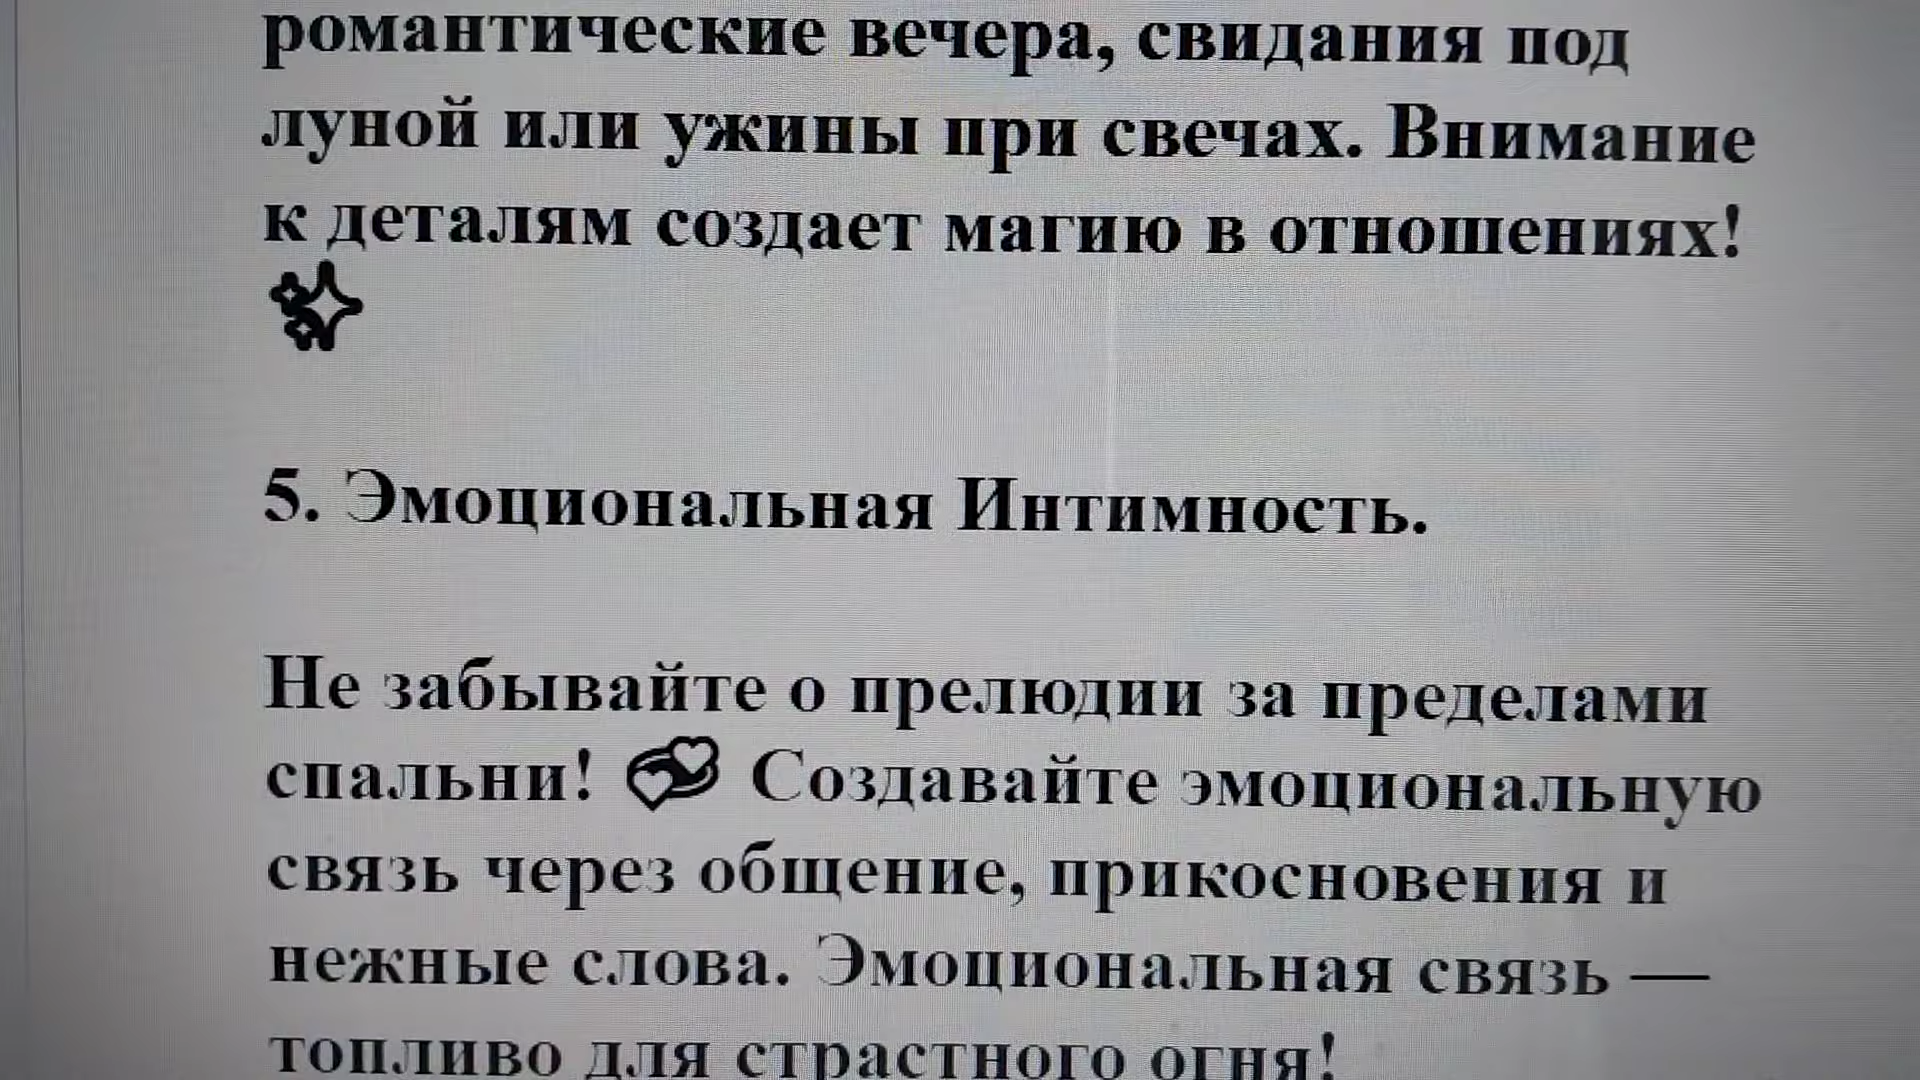 романтические вечера, свидания под
луной или ужины при свечах. Внимание
к деталям создает магию в отношениях!
✨
5. Эмоциональная Интимность.
Не забывайте о прелюдии за пределами
спальни! 💞 Создавайте эмоциональную
связь через общение, прикосновения и
нежные слова. Эмоциональная связь —
топливо для страстного огня!